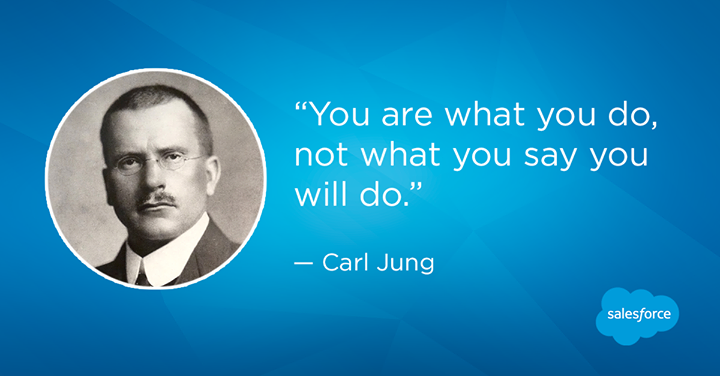 “You are what you do,
not what you say you
will do.”
— Carl Jung
salesforce